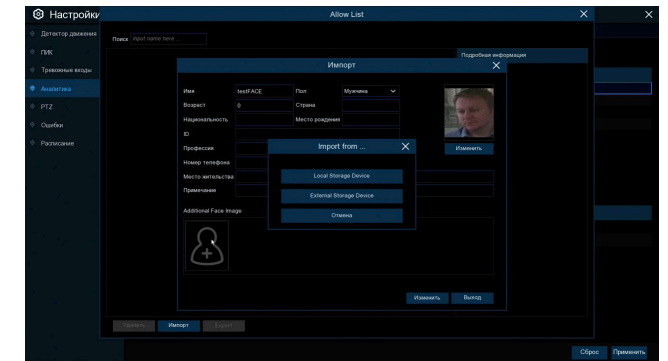 Настройки
Allow List
Детектор движения
ПИК
Тревожные входы
Аналитика
PTZ
Ошибки
Расписание
Поиск Input name here ...
Подробная информация
Импорт
Имя testFACE Пол Мужчина
Возраст 0 Страна
Национальность Место рождения
ID
Профессия
Номер телефона
Место жительства
Примечание
Изменить
Import from ...
Local Storage Device
External Storage Device
Отмена
Additional Face Image
Изменить Выход
Удалить Импорт Export
Сброс Применить